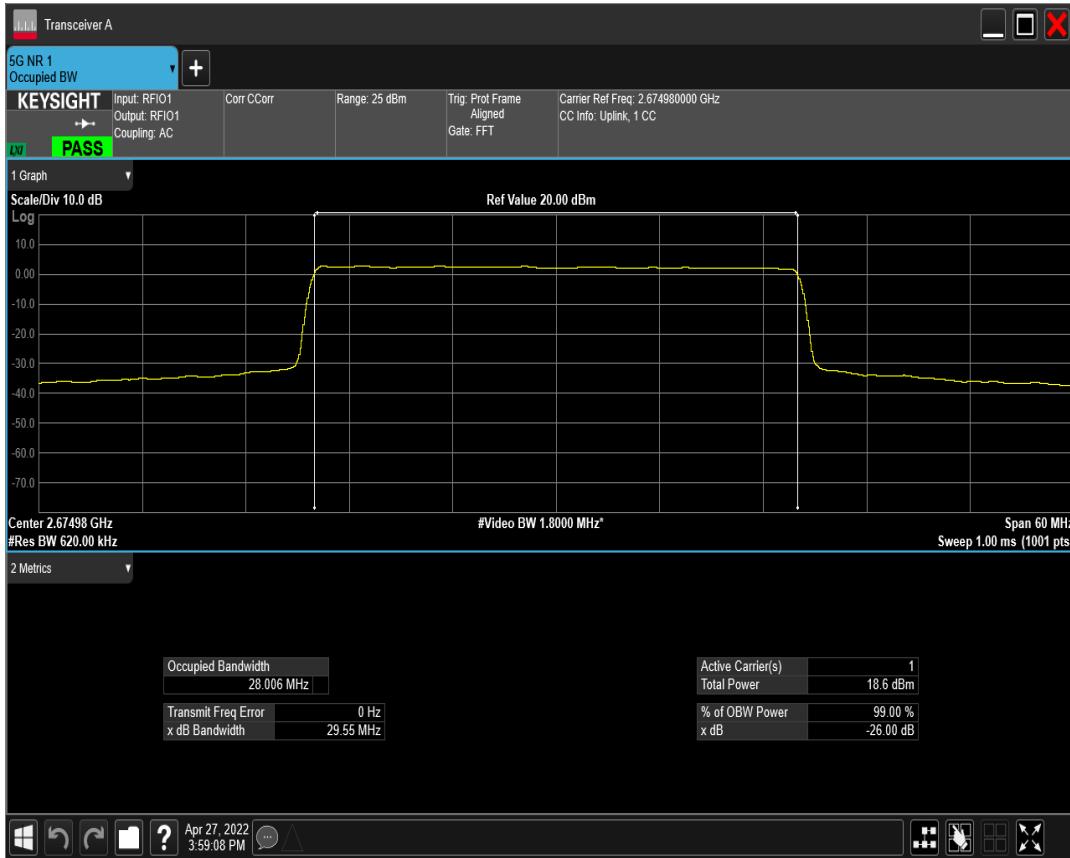 Transceiver A
5G NR 1
Occupied BW
+
KEYSIGHT
LXI
PASS
Input: RFIO1
Output: RFIO1
Coupling: AC
Corr CCorr
Range: 25 dBm
Trig: Prot Frame
Aligned
Gate: FFT
Carrier Ref Freq: 2.674980000 GHz
CC Info: Uplink, 1 CC
1 Graph
Scale/Div 10.0 dB
Ref Value 20.00 dBm
Log
10.0
0.00
-10.0
-20.0
-30.0
-40.0
-50.0
-60.0
-70.0
Center 2.67498 GHz
#Video BW 1.8000 MHz*
Span 60 MHz
#Res BW 620.00 kHz
Sweep 1.00 ms (1001 pts
2 Metrics
Occupied Bandwidth
28.006 MHz
Transmit Freq Error 0 Hz
x dB Bandwidth 29.55 MHz
Active Carrier(s) 1
Total Power 18.6 dBm
% of OBW Power 99.00 %
x dB -26.00 dB
?
Apr 27, 2022
3:59:08 PM